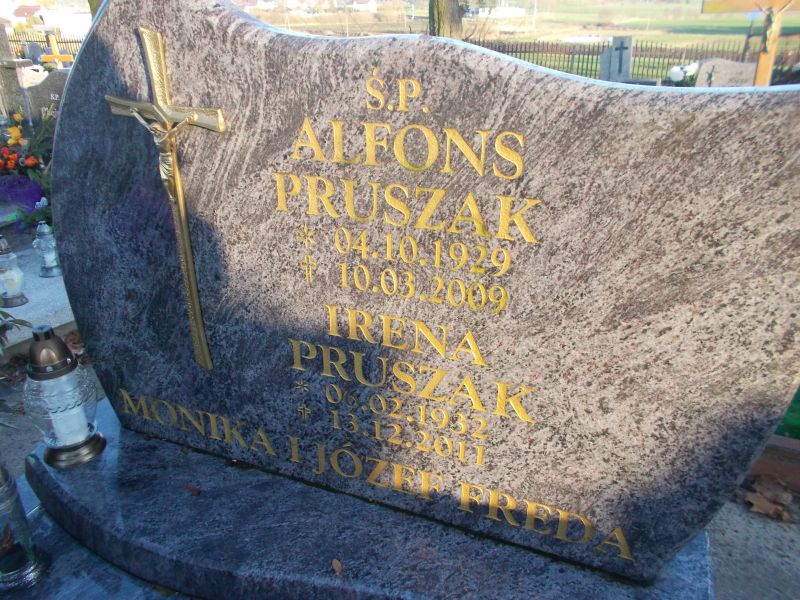 Ś.P.
ALFONS
PRUSZAK
* 04.10.1929
† 10.03.2009
IRENA
PRUSZAK
* 06.02.1932
† 13.12.2011
MONIKA I JÓZEF FREDA